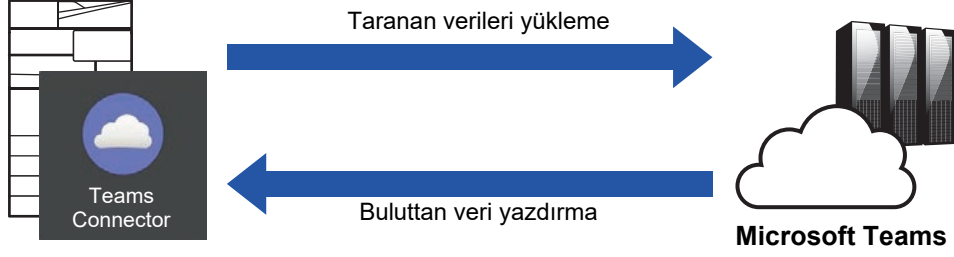 Taranan verileri yükleme
Teams
Connector
Buluttan veri yazdırma
Microsoft Teams